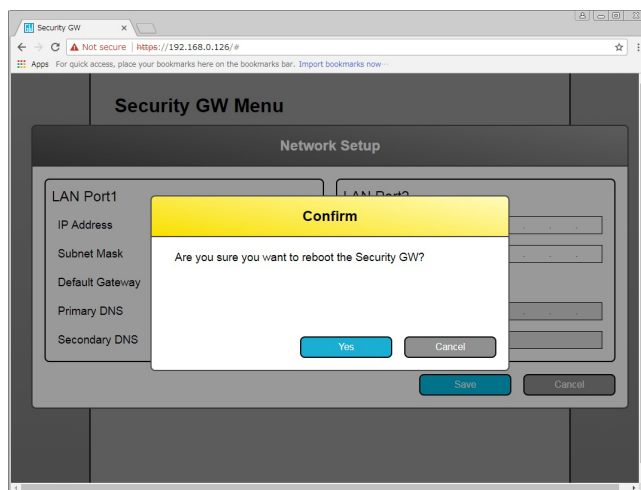 Security GW
Not secure | https://192.168.0.126/#
Apps For quick access, place your bookmarks here on the bookmarks bar. Import bookmarks now...
Security GW Menu
Network Setup
LAN Port1
LAN Port2
IP Address
Subnet Mask
Default Gateway
Primary DNS
Secondary DNS
Confirm
Are you sure you want to reboot the Security GW?
Yes
Cancel
Save
Cancel